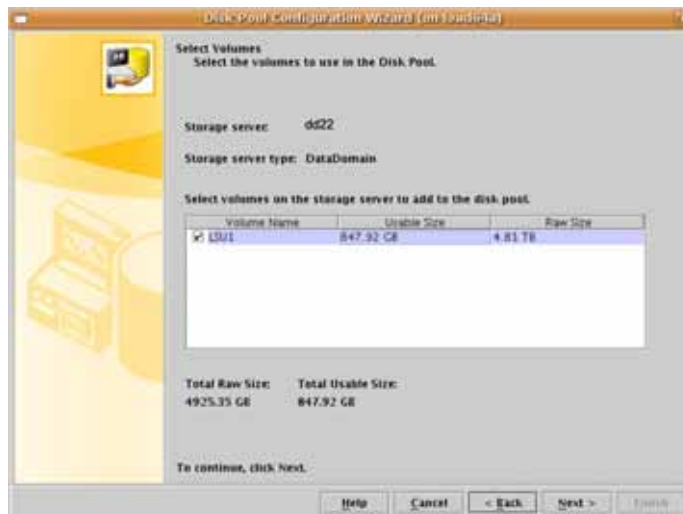 Disk Pool Configuration Wizard (on
Select Volumes
Select the volumes to use in the Disk Pool.
Storage server: dd22
Storage server type: DataDomain
Select volumes on the storage server to add to the disk pool.
Volume Name Usable Size Raw Size
LSU1 847.92 GB 4.81 TB
Total Raw Size: Total Usable Size:
4925.35 GB 847.92 GB
To continue, click Next.
Help Cancel < Back Next > Finish